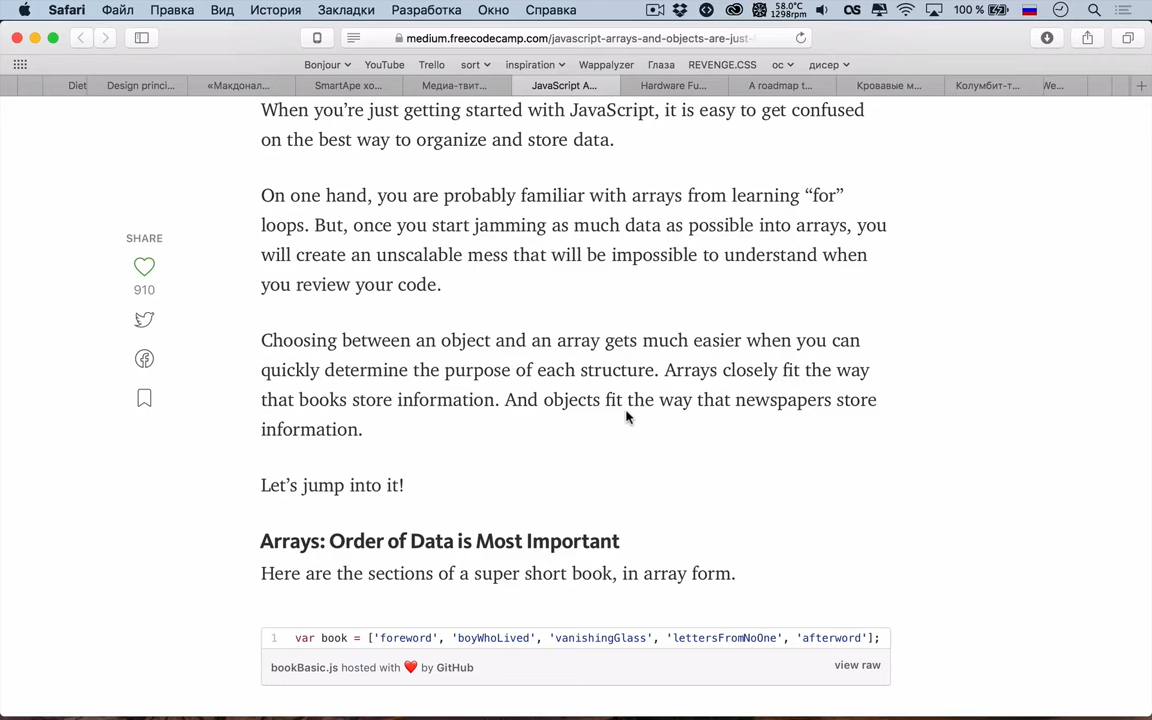 Safari Файл Правка Вид История Закладки Разработка Окно Справка 58.0°C 1298rpm 100 %
medium.freecodecamp.com/javascript-arrays-and-objects-are-just-
Bonjour YouTube Trello sort inspiration Wappalyzer Глаза REVENGE.CSS ос дисер
Diet Design princi... «Макдонал... SmartApe хо... Медиа-твит... JavaScript A... Hardware Fu... A roadmap t... Кровавые м... Колумбит-т... We...
When you’re just getting started with JavaScript, it is easy to get confused
on the best way to organize and store data.
On one hand, you are probably familiar with arrays from learning “for”
loops. But, once you start jamming as much data as possible into arrays, you
will create an unscalable mess that will be impossible to understand when
you review your code.
SHARE
910
Choosing between an object and an array gets much easier when you can
quickly determine the purpose of each structure. Arrays closely fit the way
that books store information. And objects fit the way that newspapers store
information.
Let’s jump into it!
Arrays: Order of Data is Most Important
Here are the sections of a super short book, in array form.
1 var book = ['foreword', 'boyWhoLived', 'vanishingGlass', 'lettersFromNoOne', 'afterword'];
bookBasic.js hosted with ❤ by GitHub view raw